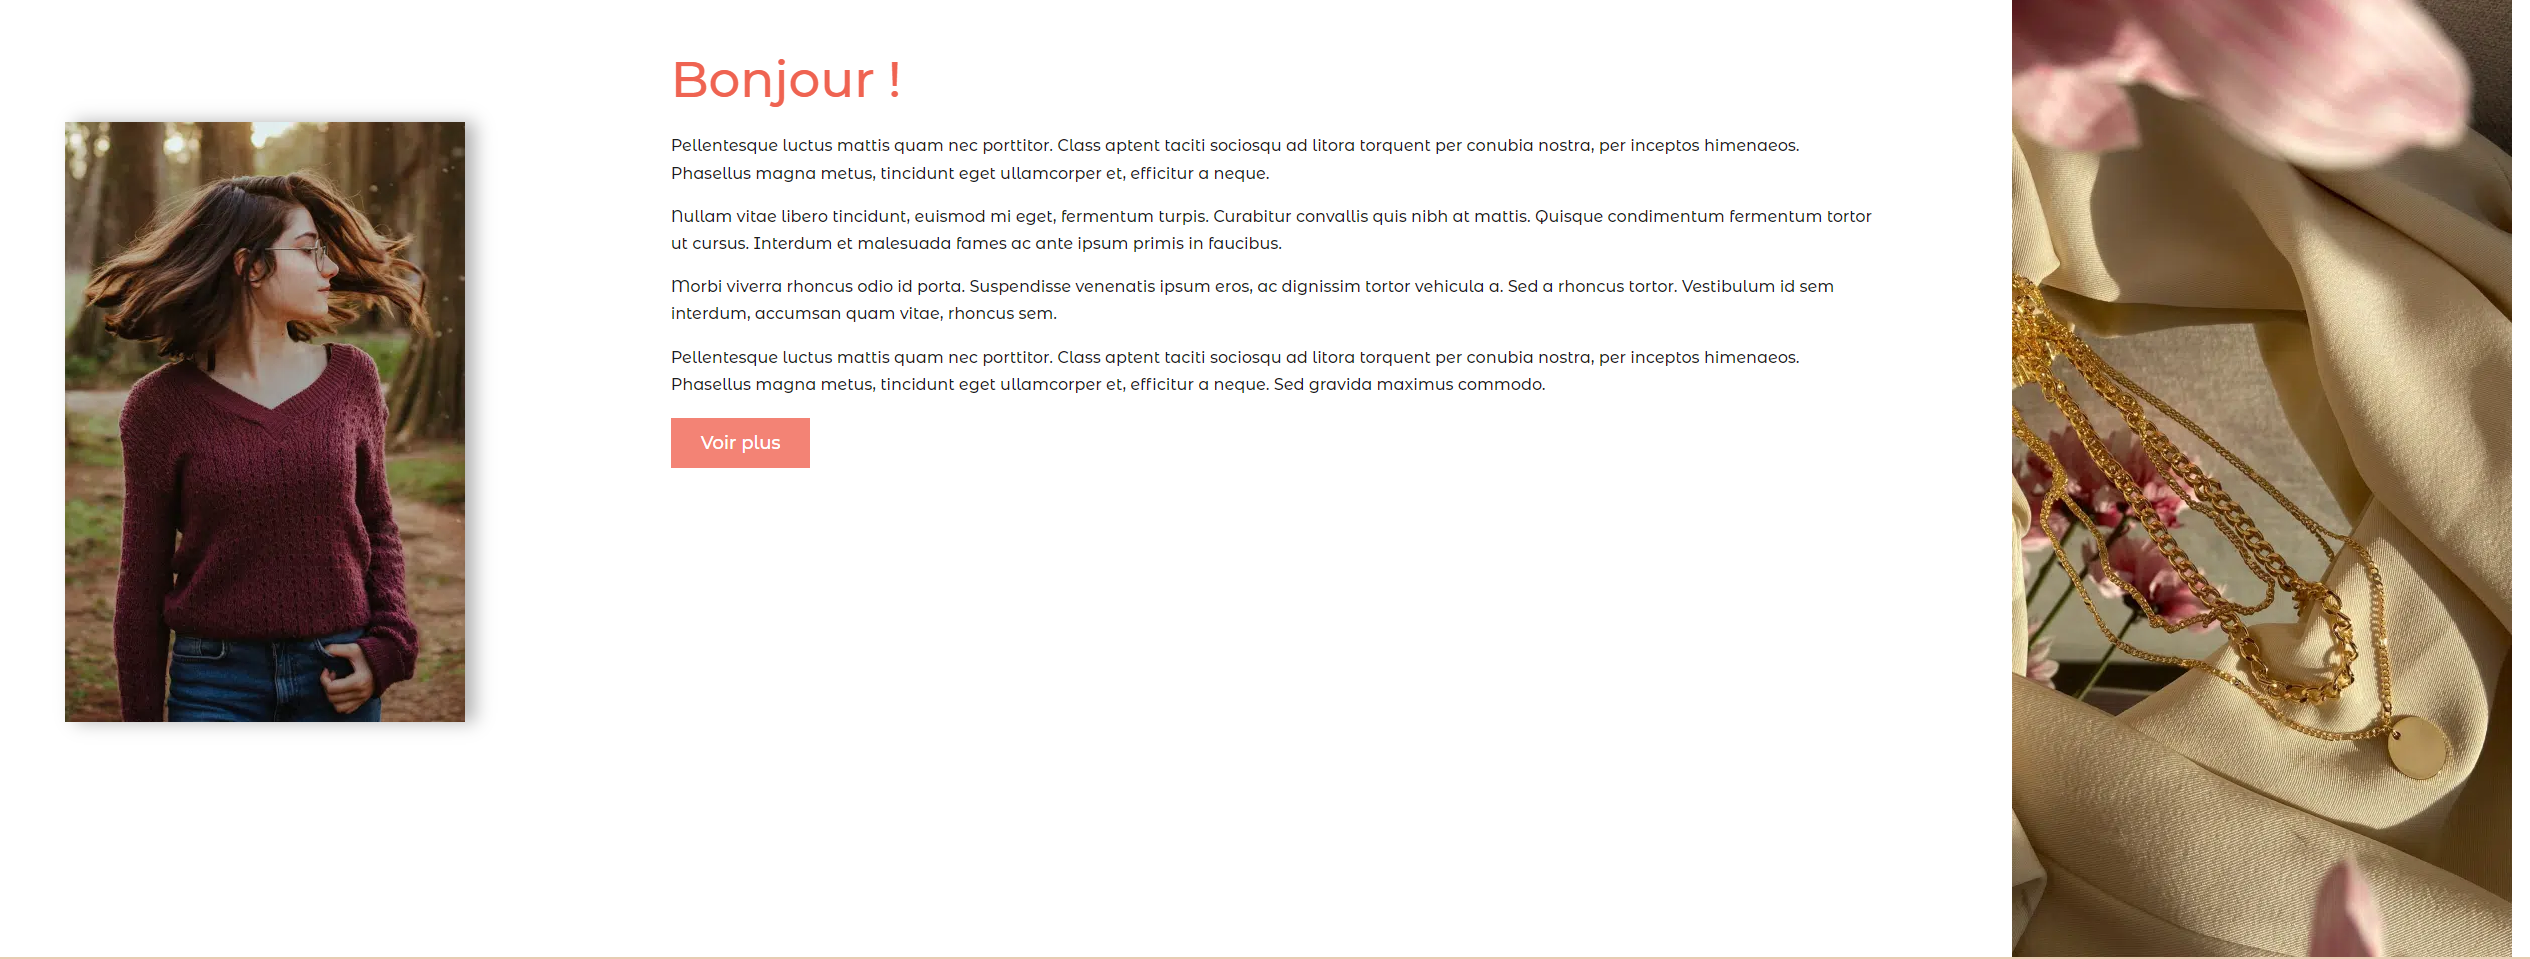 Bonjour !
Pellentesque luctus mattis quam nec porttitor. Class aptent taciti sociosqu ad litora torquent per conubia nostra, per inceptos himenaeos.
Phasellus magna metus, tincidunt eget ullamcorper et, efficitur a neque.
Nullam vitae libero tincidunt, euismod mi eget, fermentum turpis. Curabitur convallis quis nibh at mattis. Quisque condimentum fermentum tortor
ut cursus. Interdum et malesuada fames ac ante ipsum primis in faucibus.
Morbi viverra rhoncus odio id porta. Suspendisse venenatis ipsum eros, ac dignissim tortor vehicula a. Sed a rhoncus tortor. Vestibulum id sem
interdum, accumsan quam vitae, rhoncus sem.
Pellentesque luctus mattis quam nec porttitor. Class aptent taciti sociosqu ad litora torquent per conubia nostra, per inceptos himenaeos.
Phasellus magna metus, tincidunt eget ullamcorper et, efficitur a neque. Sed gravida maximus commodo.
Voir plus